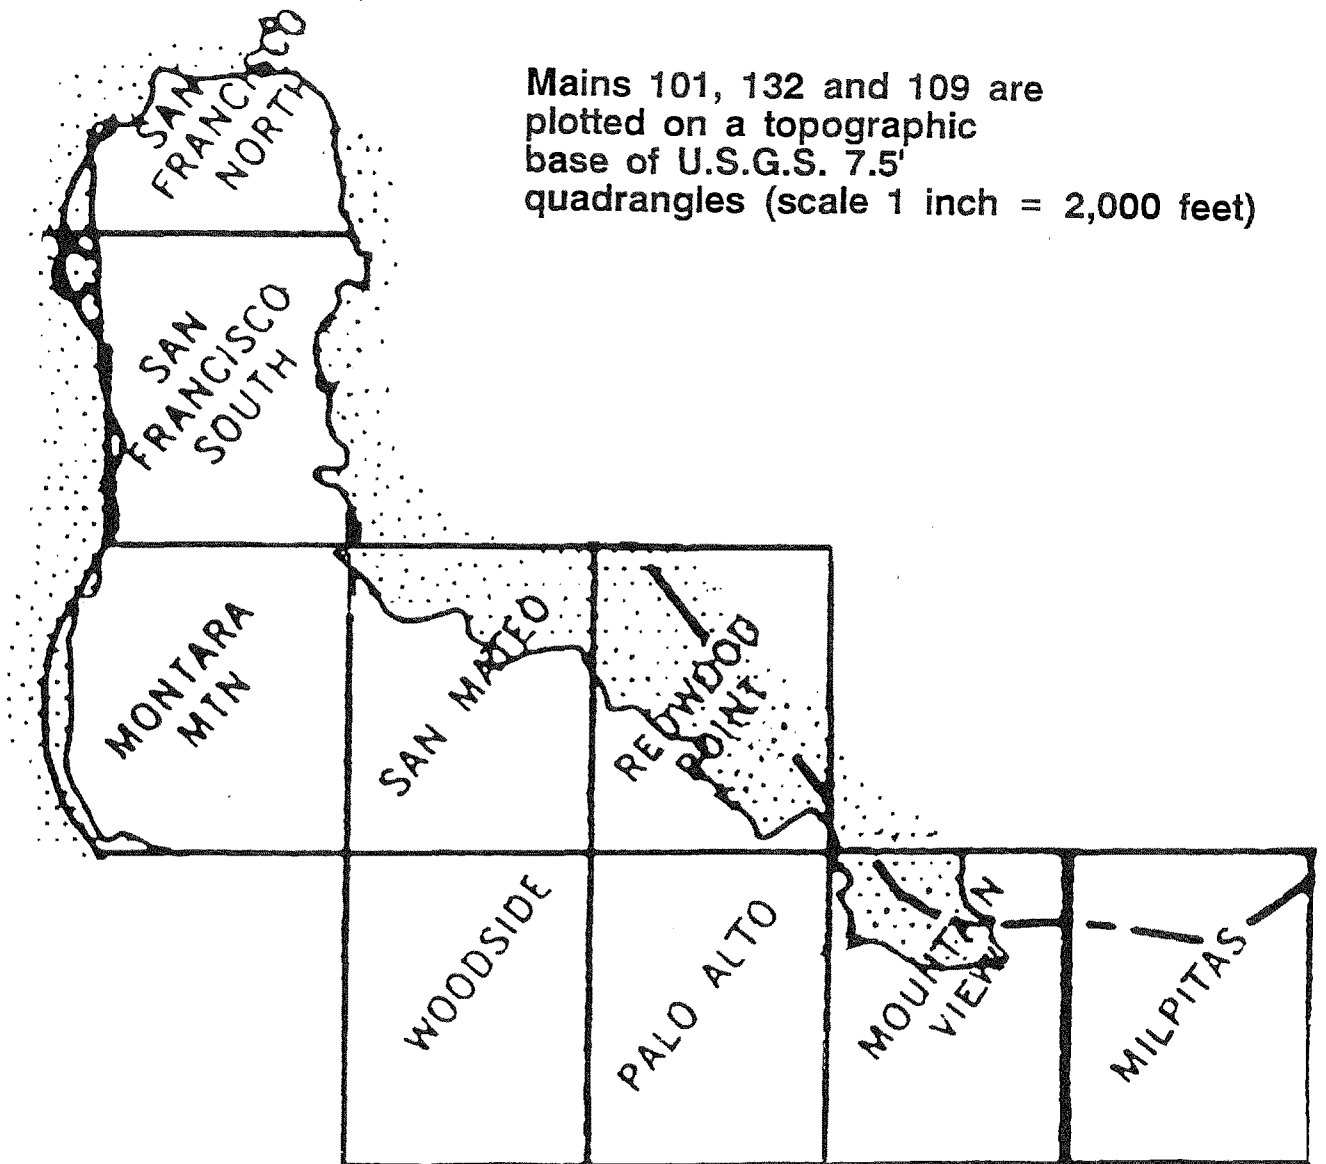 Mains 101, 132 and 109 are
plotted on a topographic
base of U.S.G.S. 7.5'
quadrangles (scale 1 inch = 2,000 feet)
SAN
FRANCI
NORTH
SAN
FRANCISCO
SOUTH
MONTARA
MTN
SAN MATEO
REDWOOD
POINT
WOODSIDE
PALO ALTO
MOUNTAIN
VIEW
MILPITAS